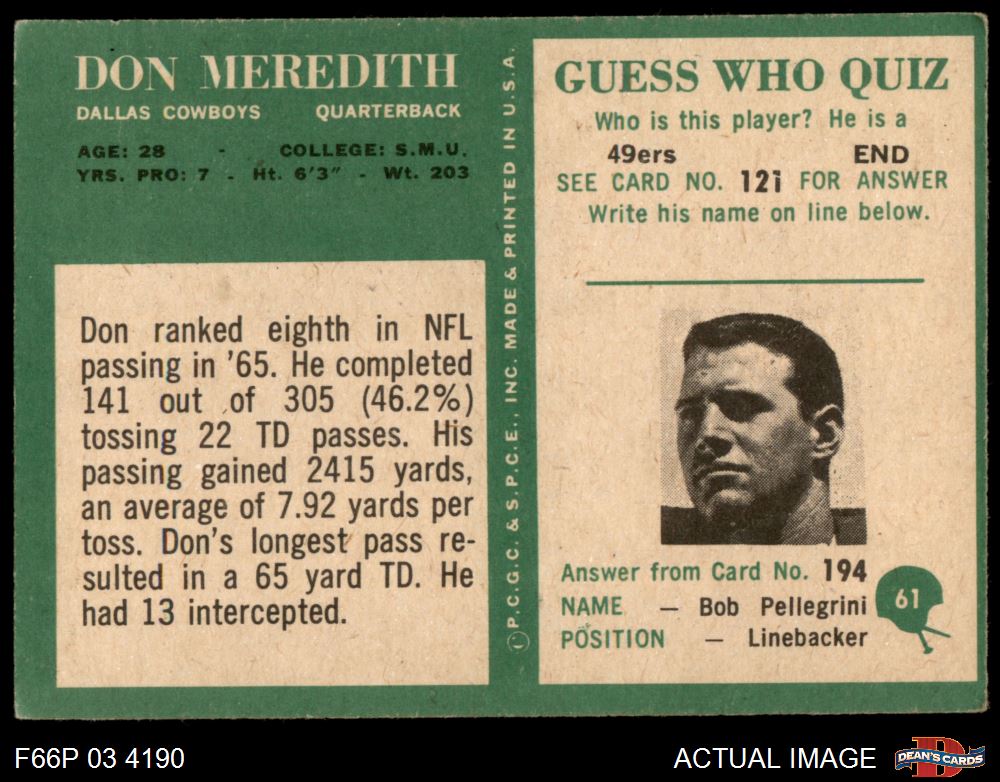 DON MEREDITH
DALLAS COWBOYS QUARTERBACK
AGE: 28 - COLLEGE: S.M.U.
YRS. PRO: 7 - Ht. 6'3" - Wt. 203
Don ranked eighth in NFL
passing in '65. He completed
141 out of 305 (46.2%)
tossing 22 TD passes. His
passing gained 2415 yards,
an average of 7.92 yards per
toss. Don's longest pass re-
sulted in a 65 yard TD. He
had 13 intercepted.
©P.C.G.C. & S.P.C.E., INC. MADE & PRINTED IN U.S.A.
GUESS WHO QUIZ
Who is this player? He is a
49ers END
SEE CARD NO. 121 FOR ANSWER
Write his name on line below.
Answer from Card No. 194
NAME — Bob Pellegrini
POSITION — Linebacker
61
F66P 03 4190
ACTUAL IMAGE
DEAN'S CARDS